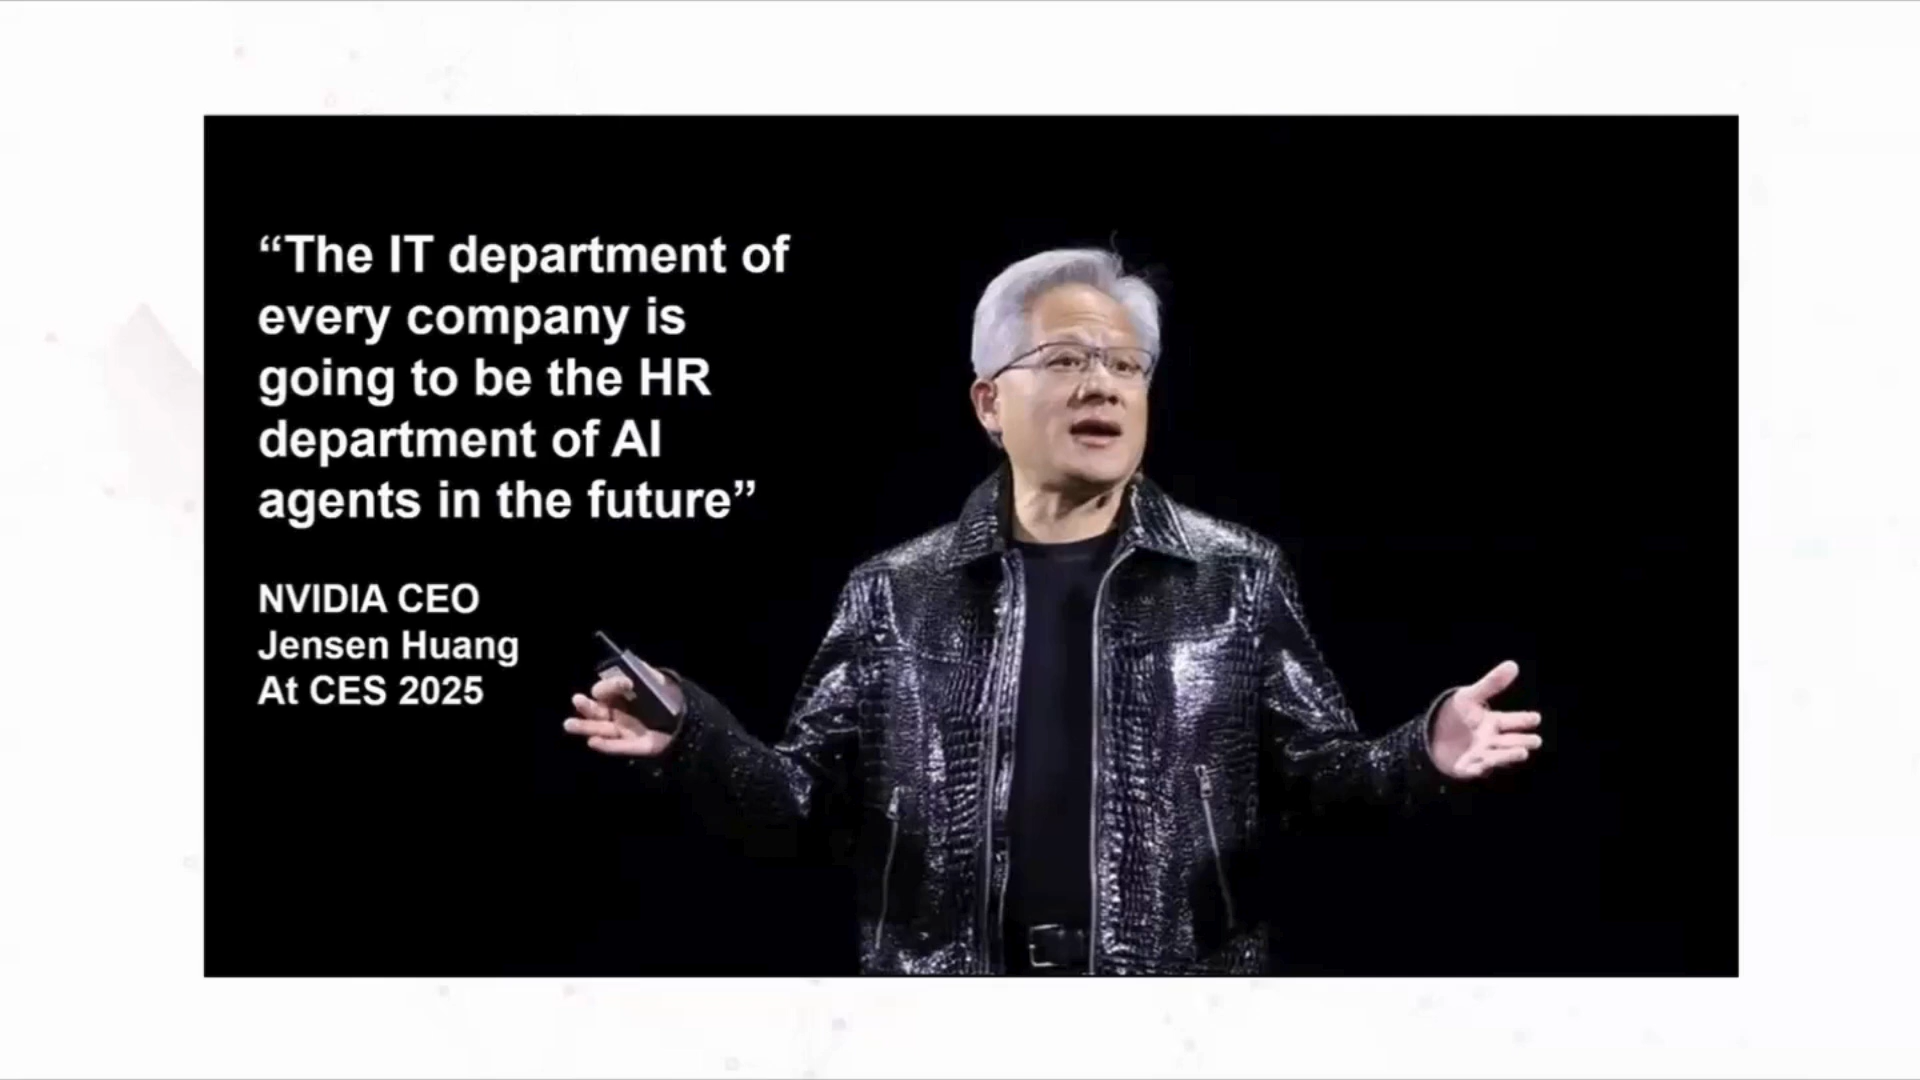 “The IT department of
every company is
going to be the HR
department of AI
agents in the future”
NVIDIA CEO
Jensen Huang
At CES 2025